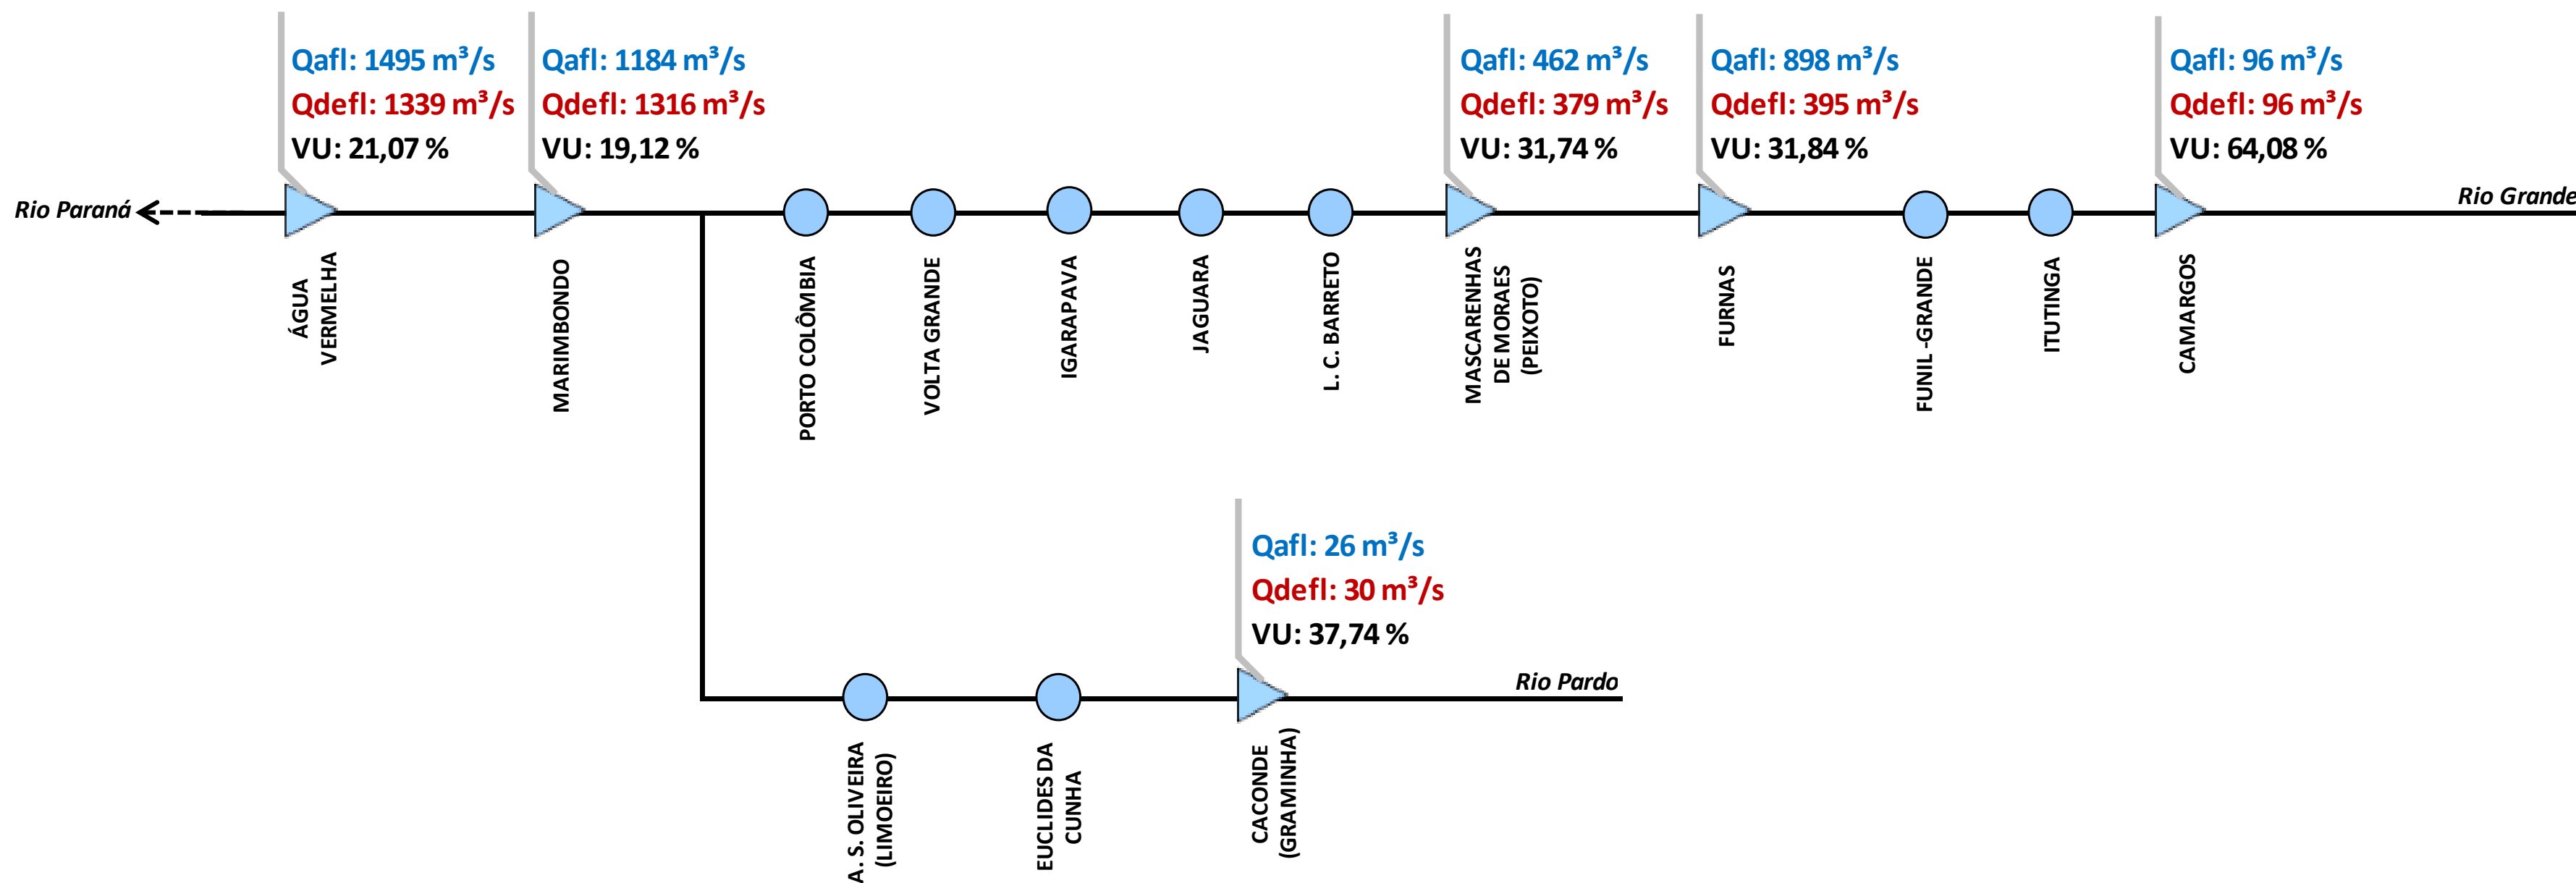 Qafl: 1495 m³/s
Qdefl: 1339 m³/s
VU: 21,07 %
Qafl: 1184 m³/s
Qdefl: 1316 m³/s
VU: 19,12 %
Qafl: 462 m³/s
Qdefl: 379 m³/s
VU: 31,74 %
Qafl: 898 m³/s
Qdefl: 395 m³/s
VU: 31,84 %
Qafl: 96 m³/s
Qdefl: 96 m³/s
VU: 64,08 %
Rio Paraná
Rio Grande
ÁGUA
VERMELHA
MARIMBONDO
PORTO COLÔMBIA
VOLTA GRANDE
IGARAPAVA
JAGUARA
L. C. BARRETO
MASCARENHAS
DE MORAES
(PEIXOTO)
FURNAS
FUNIL -GRANDE
ITUTINGA
CAMARGOS
Qafl: 26 m³/s
Qdefl: 30 m³/s
VU: 37,74 %
Rio Pardo
A. S. OLIVEIRA
(LIMOEIRO)
EUCLIDES DA
CUNHA
CACONDE
(GRAMINHA)